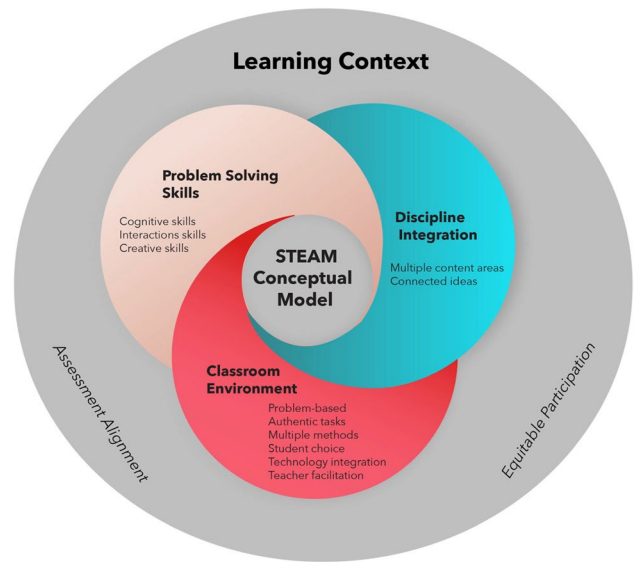 Learning Context
Problem Solving
Skills
Cognitive skills
Interactions skills
Creative skills
Discipline
Integration
Multiple content areas
Connected ideas
STEAM
Conceptual
Model
Classroom
Environment
Problem-based
Authentic tasks
Multiple methods
Student choice
Technology integration
Teacher facilitation
Assessment Alignment
Equitable Participation